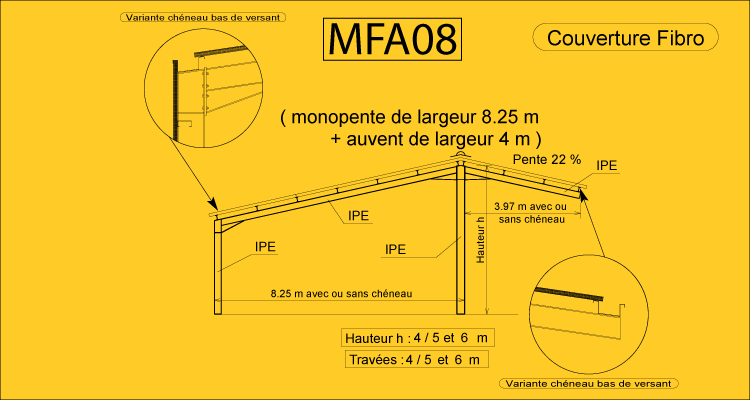 Variante chéneau bas de versant
MFA08
Couverture Fibro
( monopente de largeur 8.25 m
+ auvent de largeur 4 m )
Pente 22 %
IPE
IPE
3.97 m avec ou
sans chéneau
IPE
IPE
Hauteur h
8.25 m avec ou sans chéneau
Hauteur h : 4 / 5 et 6 m
Travées : 4 / 5 et 6 m
Variante chéneau bas de versant